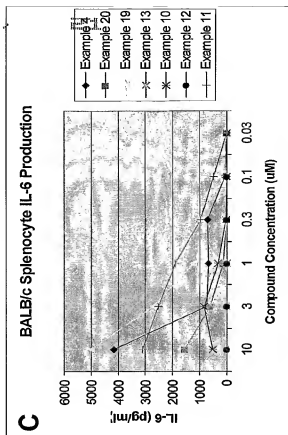 C
BALB/c Splenocyte IL-6 Production
IL-6 (pg/ml)
6000
5000
4000
3000
2000
1000
0
10
3
1
0.3
0.1
0.03
Compound Concentration (uM)
Example 20
Example 19
Example 13
Example 10
Example 12
Example 11